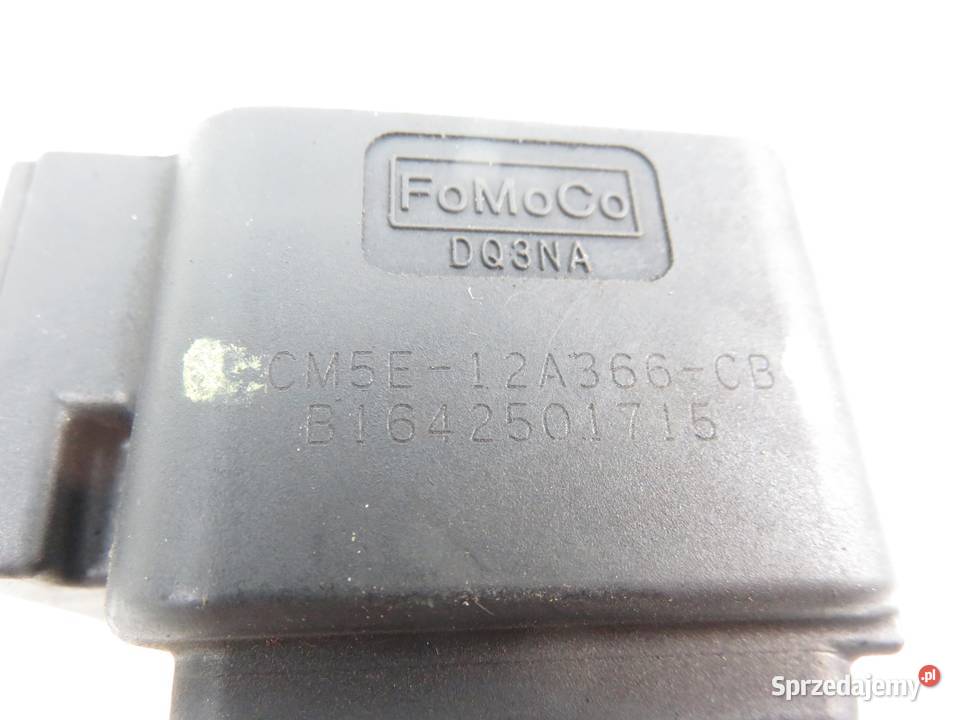 FoMoCo
DQ3NA
CM5E-12A366-CB
B1642501715
Sprzedajemy.pl